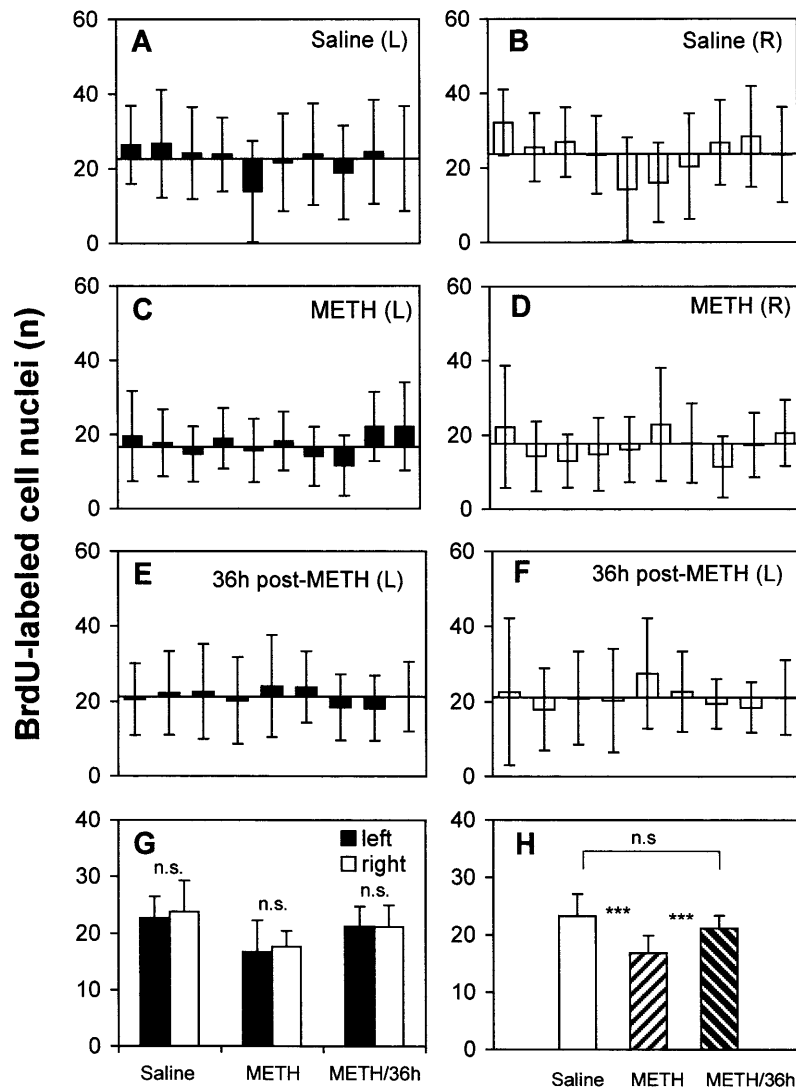 BrdU-labeled cell nuclei (n)
A
Saline (L)
60
40
20
0
B
Saline (R)
60
40
20
0
C
METH (L)
60
40
20
0
D
METH (R)
60
40
20
0
E
36h post-METH (L)
60
40
20
0
F
36h post-METH (L)
60
40
20
0
G
left
right
40
30
20
10
0
n.s.
n.s.
n.s.
Saline
METH
METH/36h
H
n.s
40
30
20
10
0
***
***
Saline
METH
METH/36h